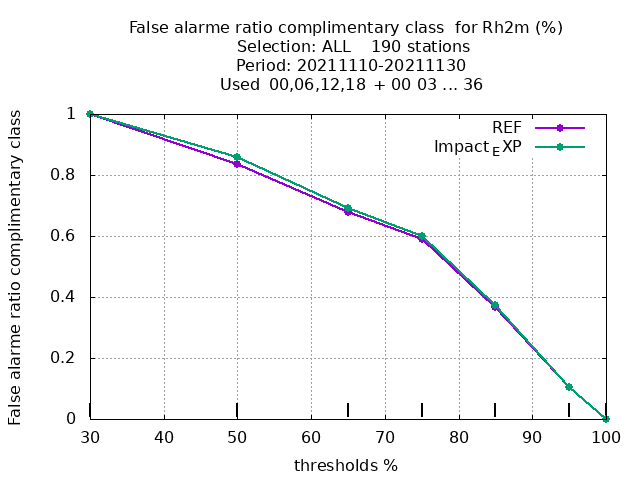 False alarme ratio complimentary class  for Rh2m (%)
Selection: ALL    190 stations
Period: 20211110-20211130
Used  00,06,12,18  + 00 03 ... 36
False alarme ratio complimentary class
REF
Impact_EXP
1
0.8
0.6
0.4
0.2
0
30 40 50 60 70 80 90 100
thresholds %